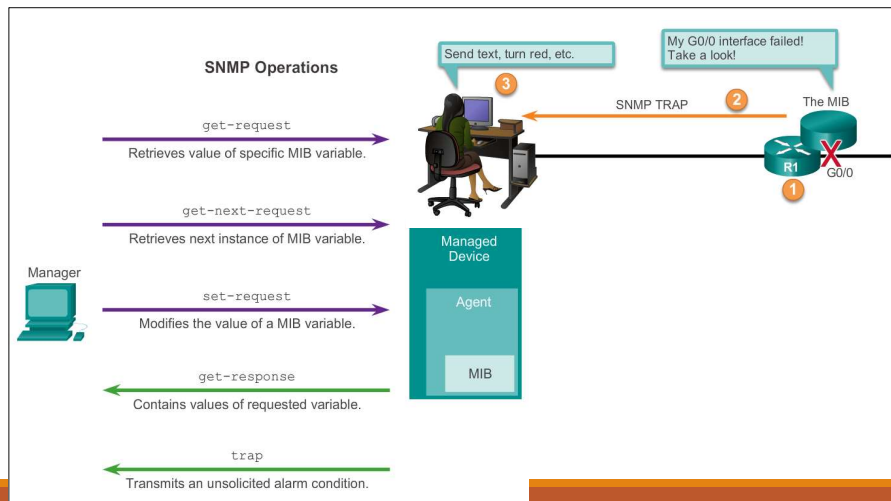 SNMP Operations
get-request
Retrieves value of specific MIB variable.
get-next-request
Retrieves next instance of MIB variable.
Manager
set-request
Modifies the value of a MIB variable.
get-response
Contains values of requested variable.
trap
Transmits an unsolicited alarm condition.
Managed
Device
Agent
MIB
Send text, turn red, etc.
3
SNMP TRAP
2
My G0/0 interface failed!
Take a look!
The MIB
R1
G0/0
1